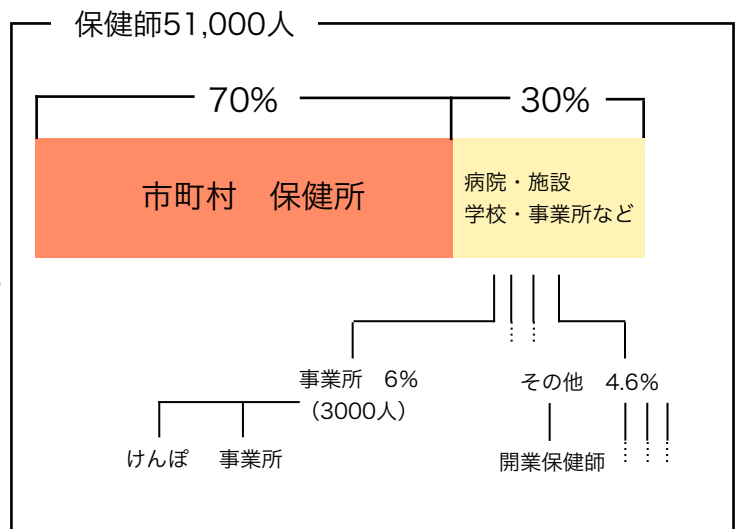 保健師51,000人
70%
30%
市町村　保健所
病院・施設
学校・事業所など
事業所　6%
（3000人）
その他　4.6%
けんぽ
事業所
開業保健師